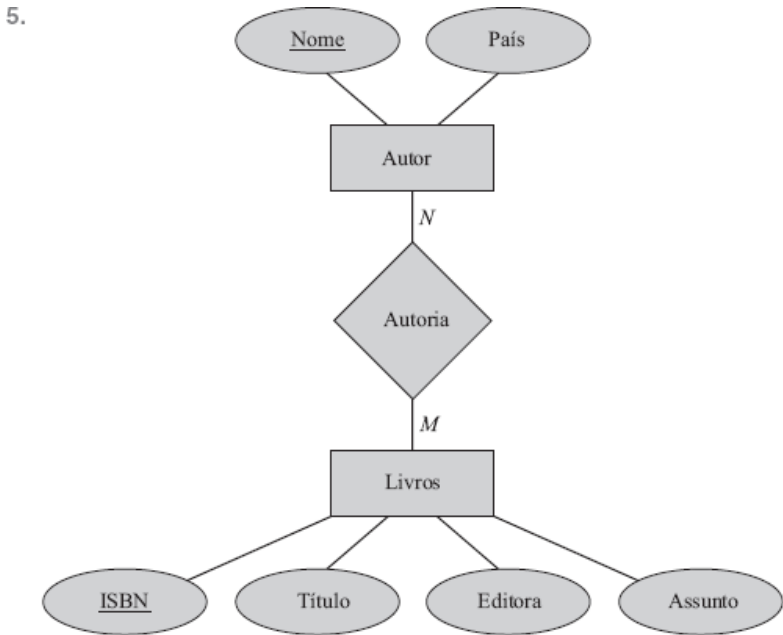 5.
Nome
País
Autor
N
Autoria
M
Livros
ISBN
Título
Editora
Assunto